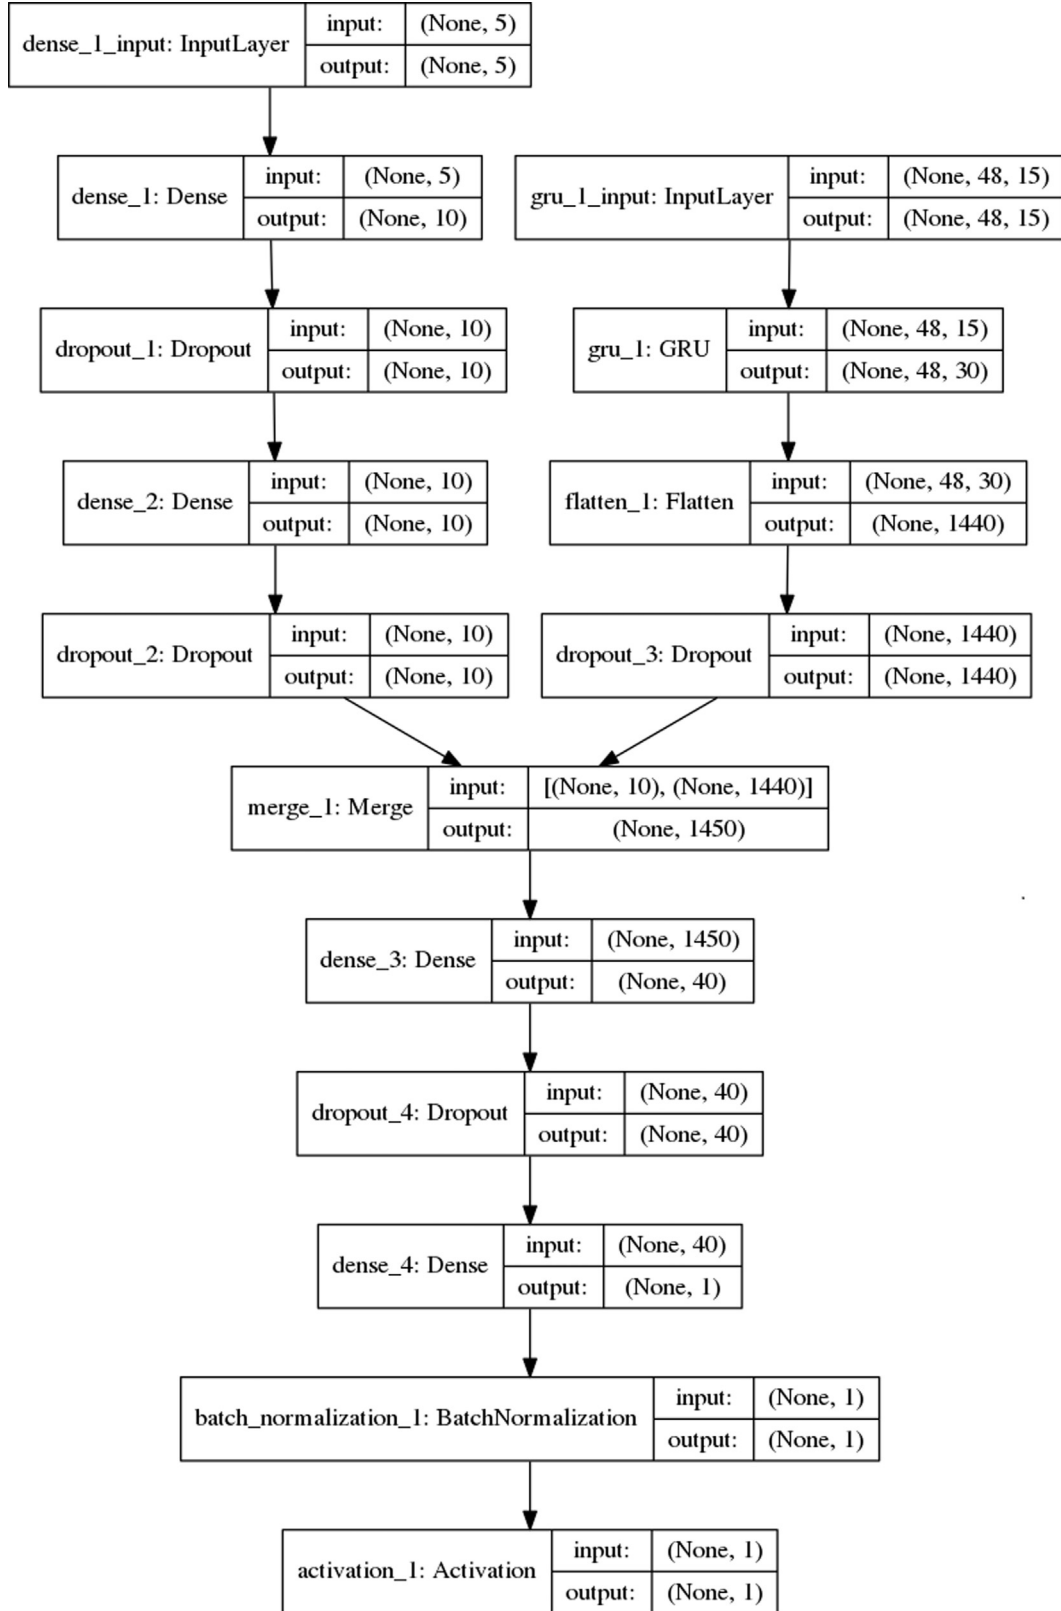 dense_1_input: InputLayer
input: (None, 5)
output: (None, 5)
dense_1: Dense
input: (None, 5)
output: (None, 10)
gru_1_input: InputLayer
input: (None, 48, 15)
output: (None, 48, 15)
dropout_1: Dropout
input: (None, 10)
output: (None, 10)
gru_1: GRU
input: (None, 48, 15)
output: (None, 48, 30)
dense_2: Dense
input: (None, 10)
output: (None, 10)
flatten_1: Flatten
input: (None, 48, 30)
output: (None, 1440)
dropout_2: Dropout
input: (None, 10)
output: (None, 10)
dropout_3: Dropout
input: (None, 1440)
output: (None, 1440)
merge_1: Merge
input: [(None, 10), (None, 1440)]
output: (None, 1450)
dense_3: Dense
input: (None, 1450)
output: (None, 40)
dropout_4: Dropout
input: (None, 40)
output: (None, 40)
dense_4: Dense
input: (None, 40)
output: (None, 1)
batch_normalization_1: BatchNormalization
input: (None, 1)
output: (None, 1)
activation_1: Activation
input: (None, 1)
output: (None, 1)